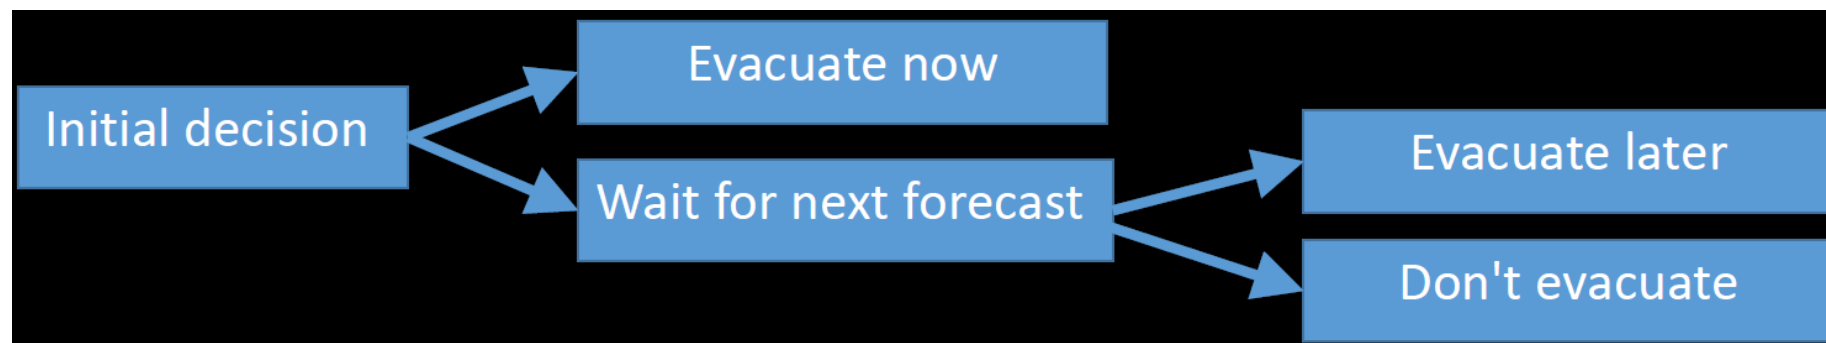 Initial decision
Evacuate now
Wait for next forecast
Evacuate later
Don't evacuate